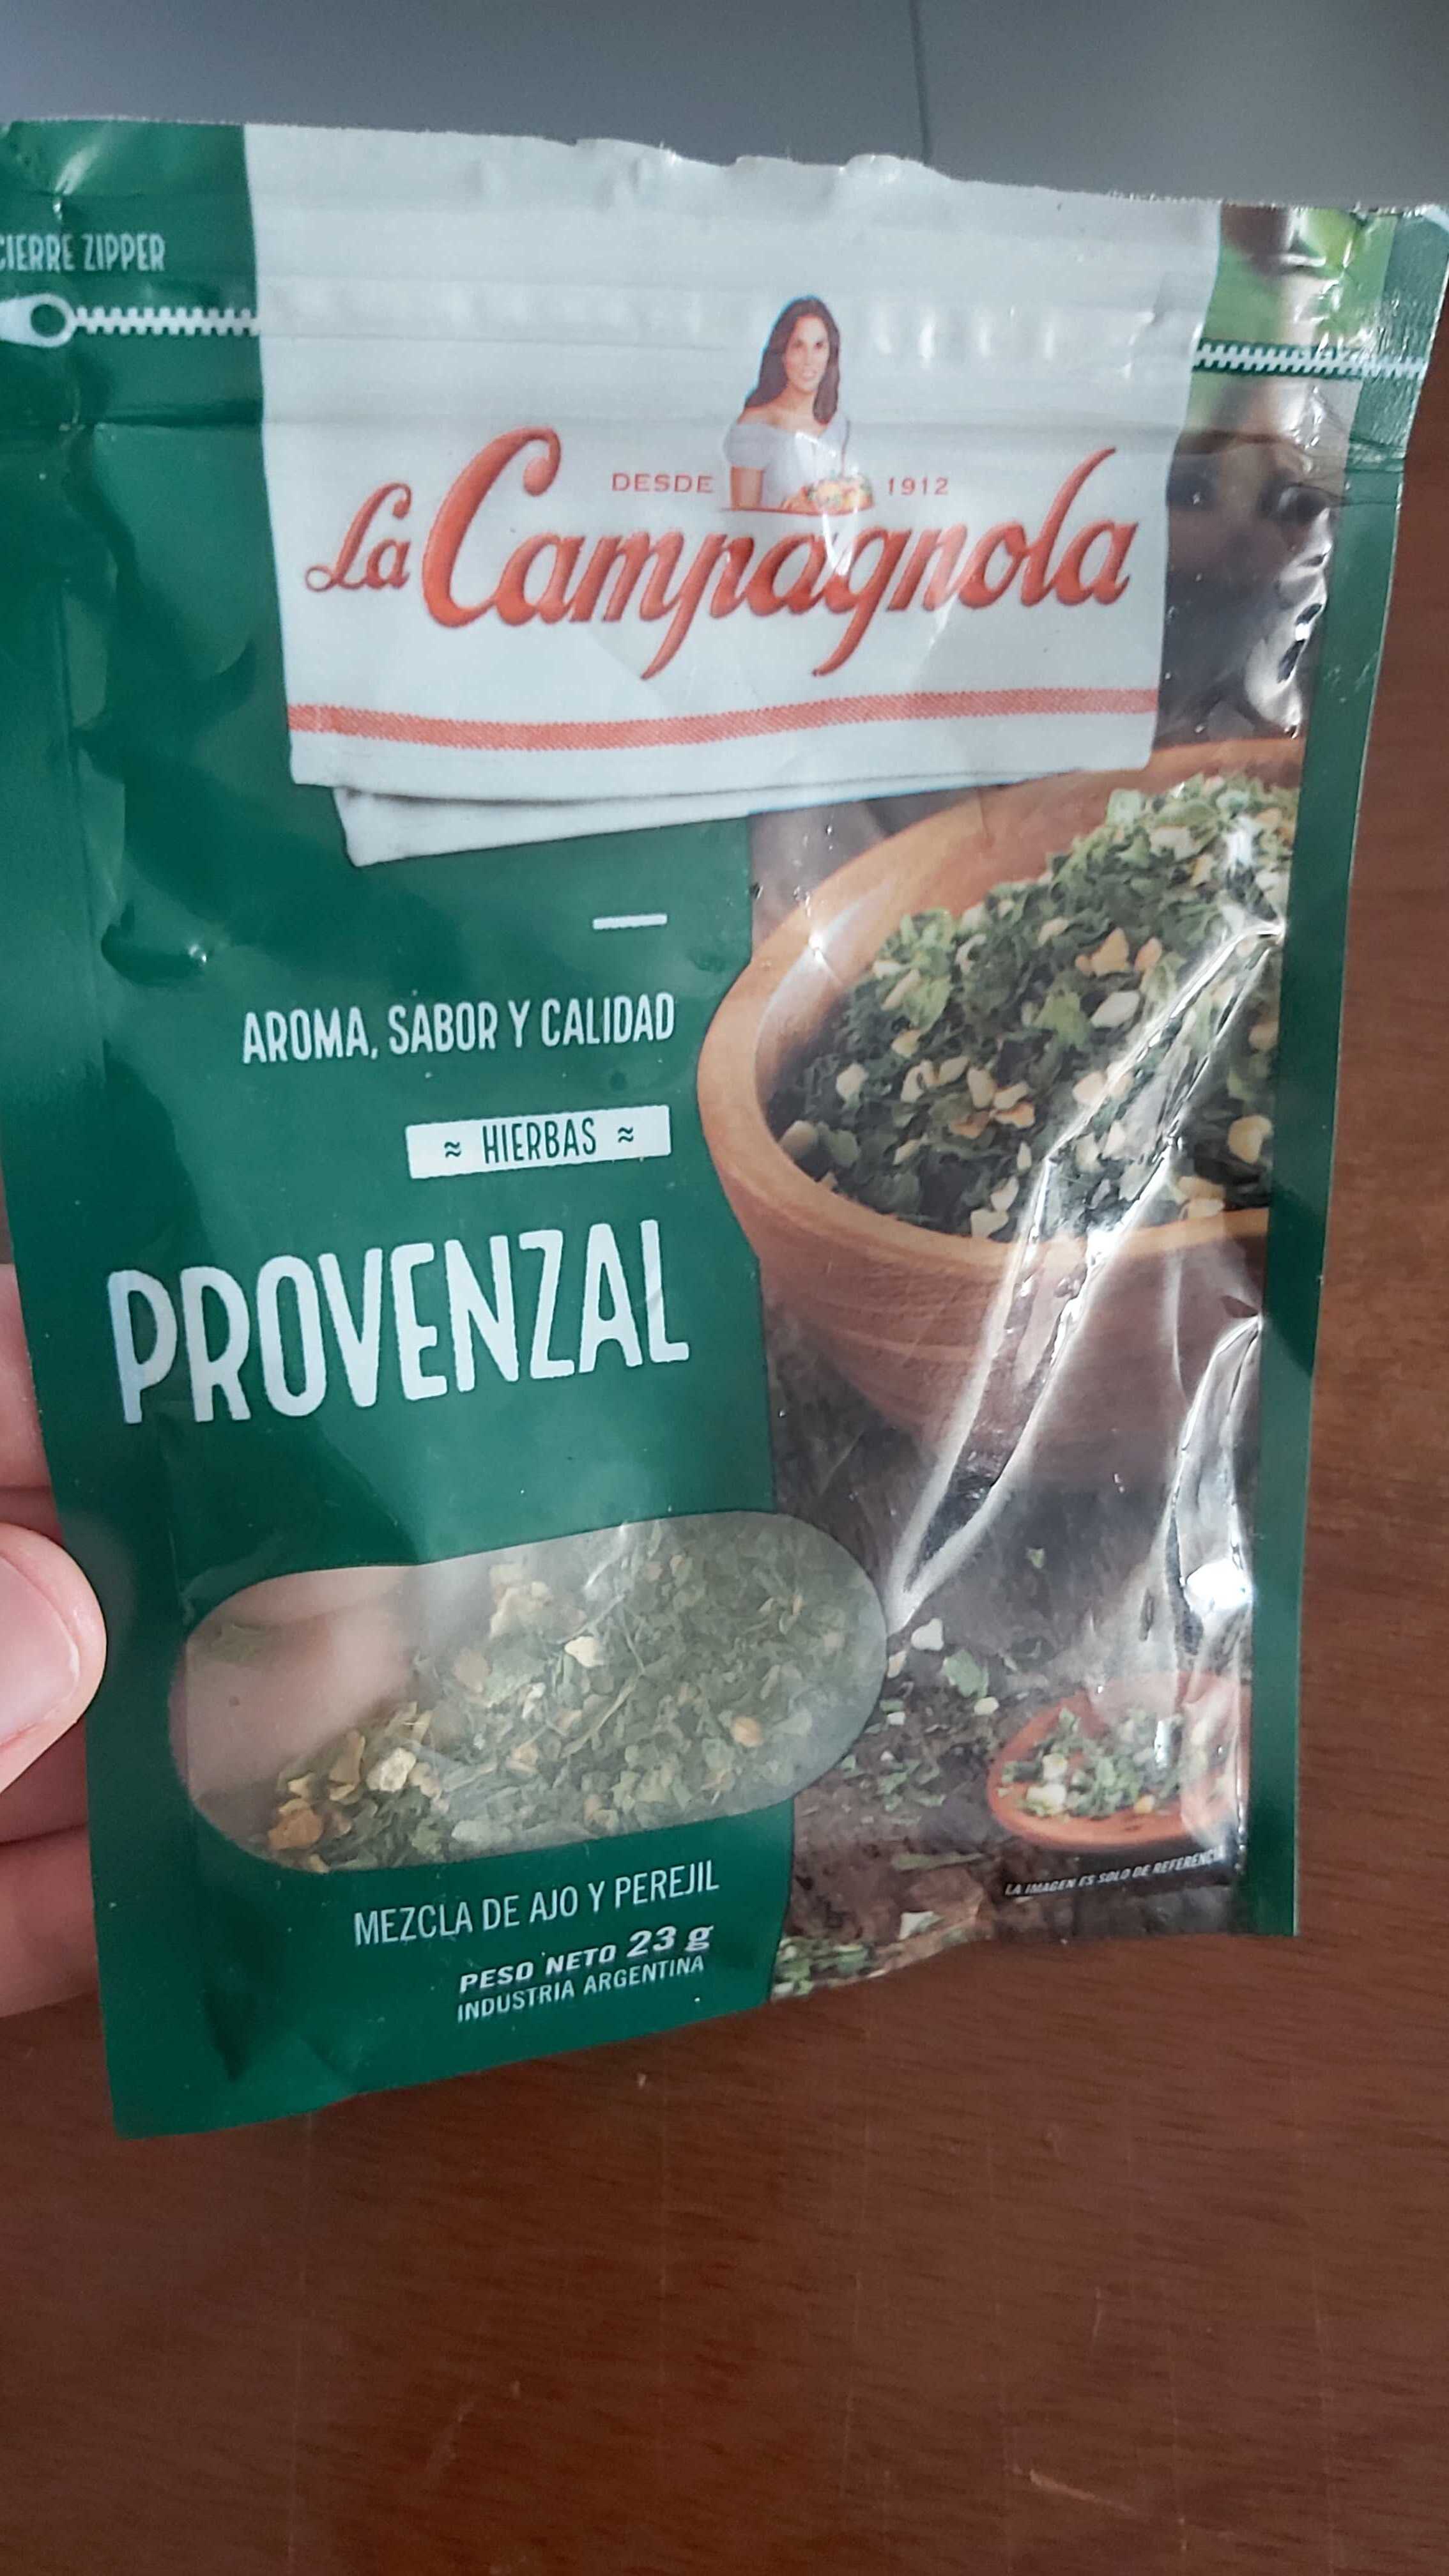 CIERRE ZIPPER
DESDE 1912
La Campagnola
AROMA, SABOR Y CALIDAD
≈ HIERBAS ≈
PROVENZAL
MEZCLA DE AJO Y PEREJIL
PESO NETO 23 g
INDUSTRIA ARGENTINA
LA IMAGEN ES SOLO DE REFERENCIA